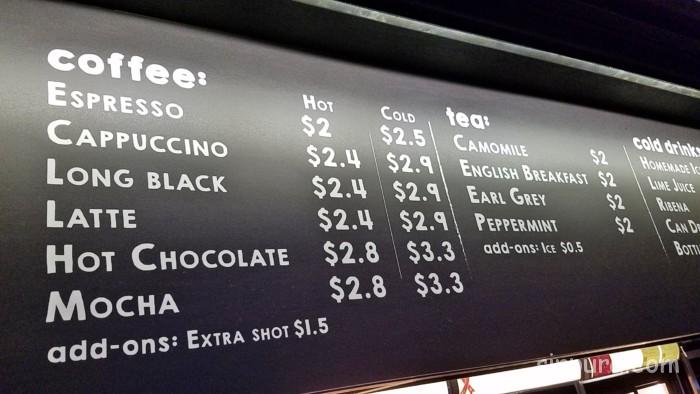 coffee:
Hot Cold
Espresso $2 $2.5
Cappuccino $2.4 $2.9
Long black $2.4 $2.9
Latte $2.4 $2.9
Hot Chocolate $2.8 $3.3
Mocha $2.8 $3.3
add-ons: Extra shot $1.5
tea:
Camomile $2
English Breakfast $2
Earl Grey $2
Peppermint $2
add-ons: Ice $0.5
cold drink
Homemade
Lime Juice
Ribena
Can